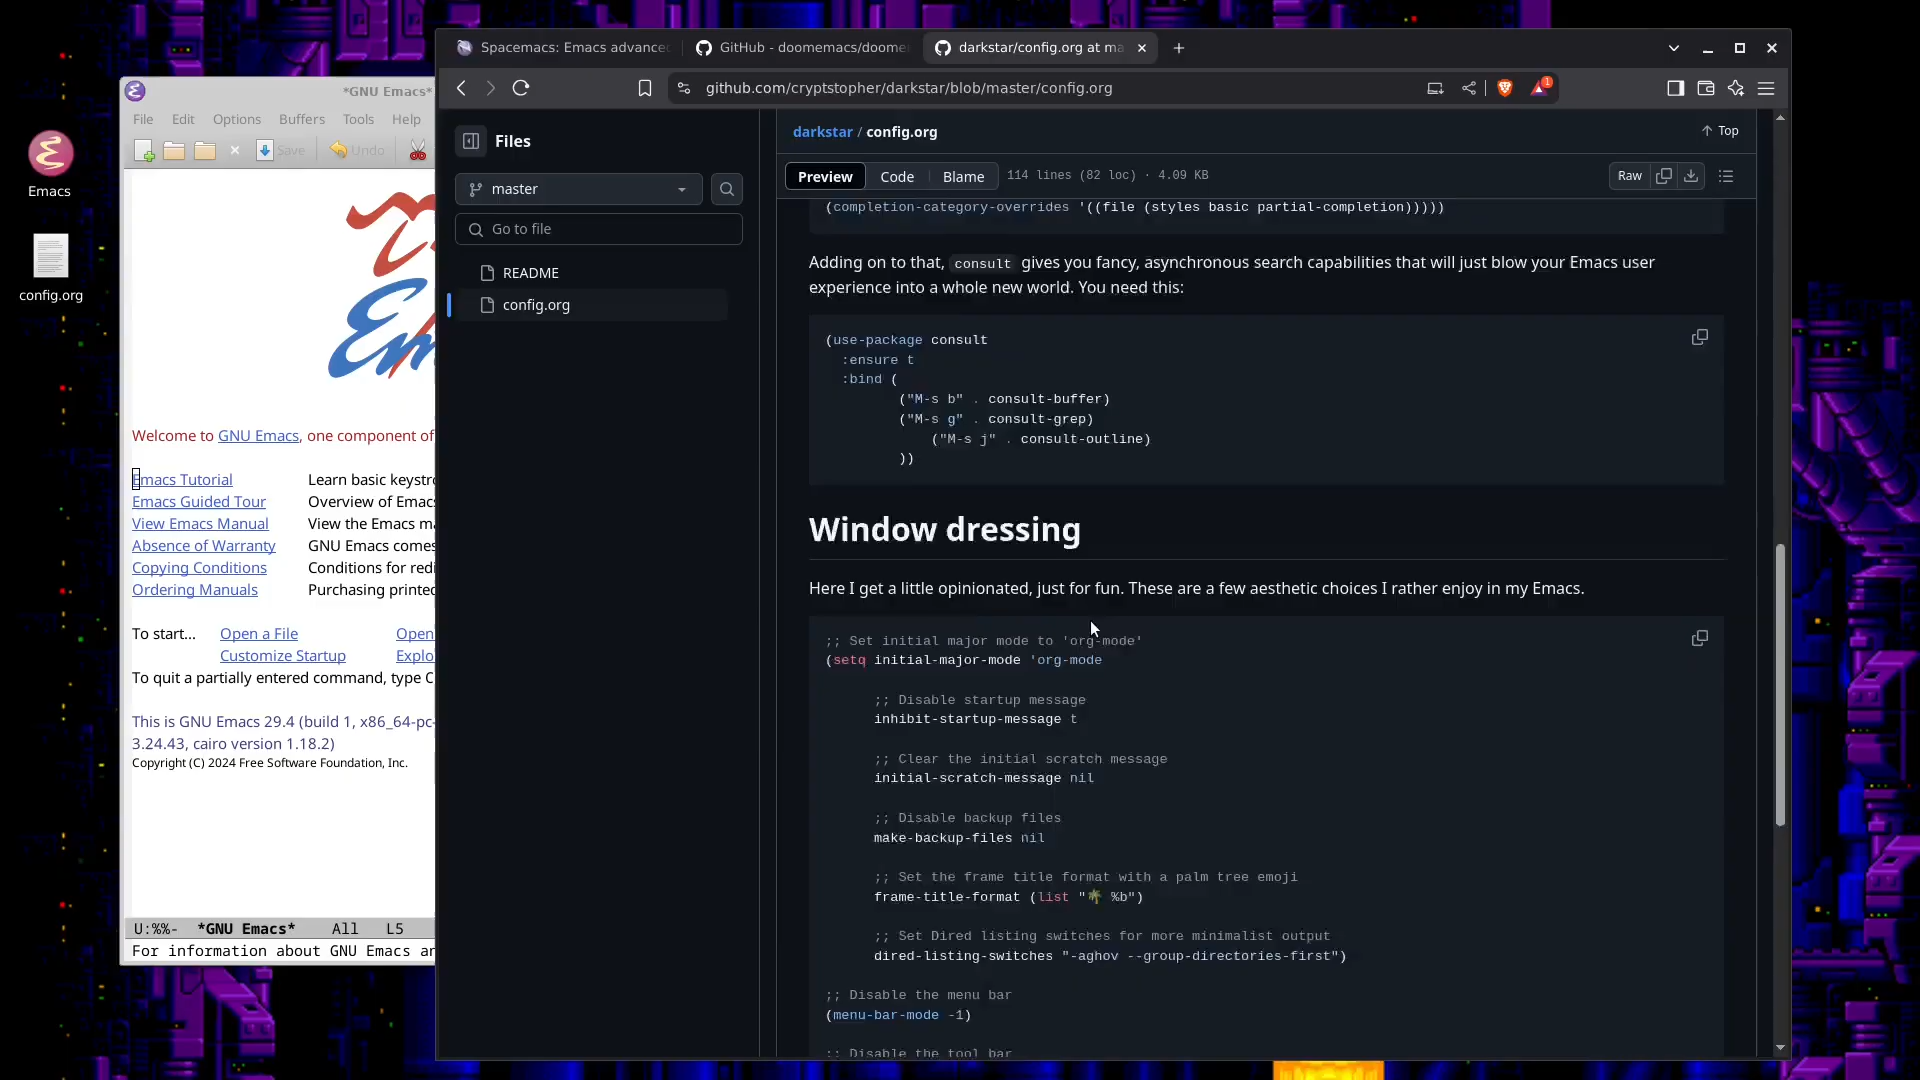 Emacs
config.org
*GNU Emacs*
File Edit Options Buffers Tools Help
Save Undo
Welcome to GNU Emacs, one component of
Emacs Tutorial Learn basic keystr
Emacs Guided Tour Overview of Emacs
View Emacs Manual View the Emacs m
Absence of Warranty GNU Emacs comes
Copying Conditions Conditions for redi
Ordering Manuals Purchasing printed
To start... Open a File Open
Customize Startup Explo
To quit a partially entered command, type C
This is GNU Emacs 29.4 (build 1, x86_64-pc-
3.24.43, cairo version 1.18.2)
Copyright (C) 2024 Free Software Foundation, Inc.
U:%%- *GNU Emacs* All L5
For information about GNU Emacs an
Spacemacs: Emacs advance
GitHub - doomemacs/doome
darkstar/config.org at ma
github.com/cryptstopher/darkstar/blob/master/config.org
1
Files
master
Go to file
README
config.org
darkstar / config.org
Top
Preview Code Blame 114 lines (82 loc) · 4.09 KB
Raw
(completion-category-overrides '((file (styles basic partial-completion)))))
Adding on to that, consult gives you fancy, asynchronous search capabilities that will just blow your Emacs user
experience into a whole new world. You need this:
(use-package consult
:ensure t
:bind (
("M-s b" . consult-buffer)
("M-s g" . consult-grep)
("M-s j" . consult-outline)
))
Window dressing
Here I get a little opinionated, just for fun. These are a few aesthetic choices I rather enjoy in my Emacs.
;; Set initial major mode to 'org-mode'
(setq initial-major-mode 'org-mode
;; Disable startup message
inhibit-startup-message t
;; Clear the initial scratch message
initial-scratch-message nil
;; Disable backup files
make-backup-files nil
;; Set the frame title format with a palm tree emoji
frame-title-format (list "🌴 %b")
;; Set Dired listing switches for more minimalist output
dired-listing-switches "-aghov --group-directories-first")
;; Disable the menu bar
(menu-bar-mode -1)
;; Disable the tool bar